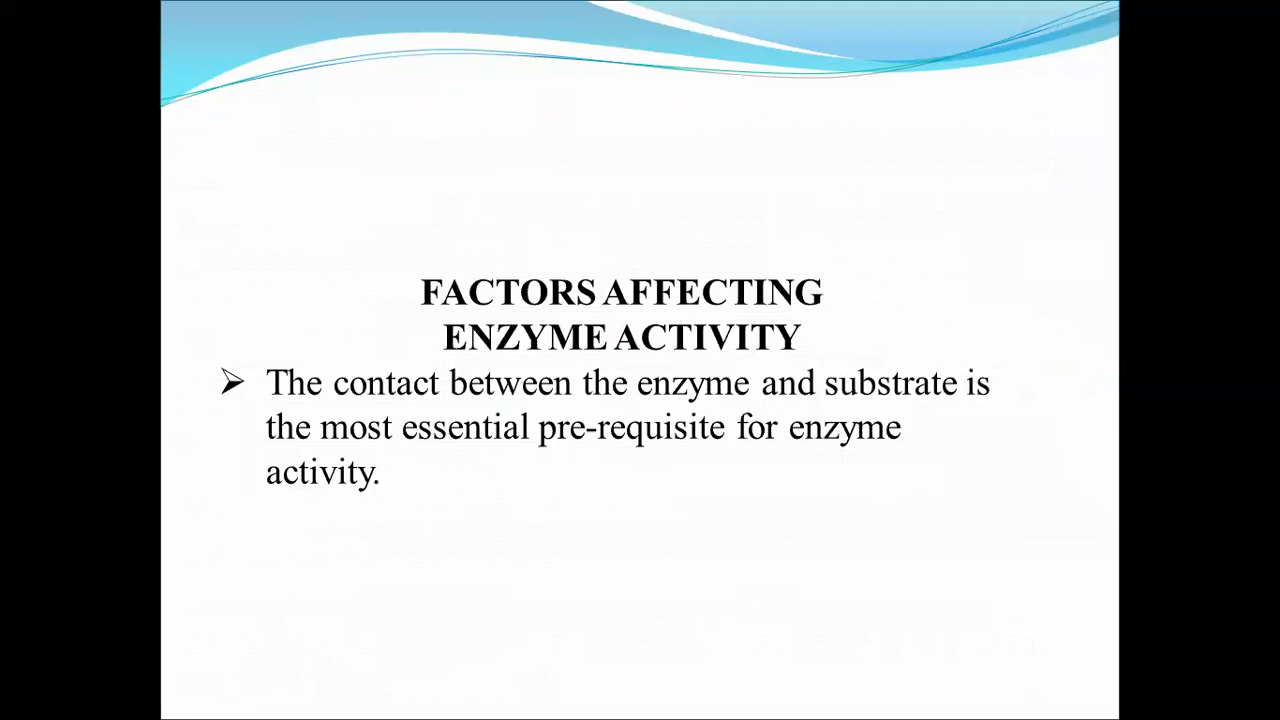 FACTORS AFFECTING
ENZYME ACTIVITY
➢ The contact between the enzyme and substrate is
the most essential pre-requisite for enzyme
activity.